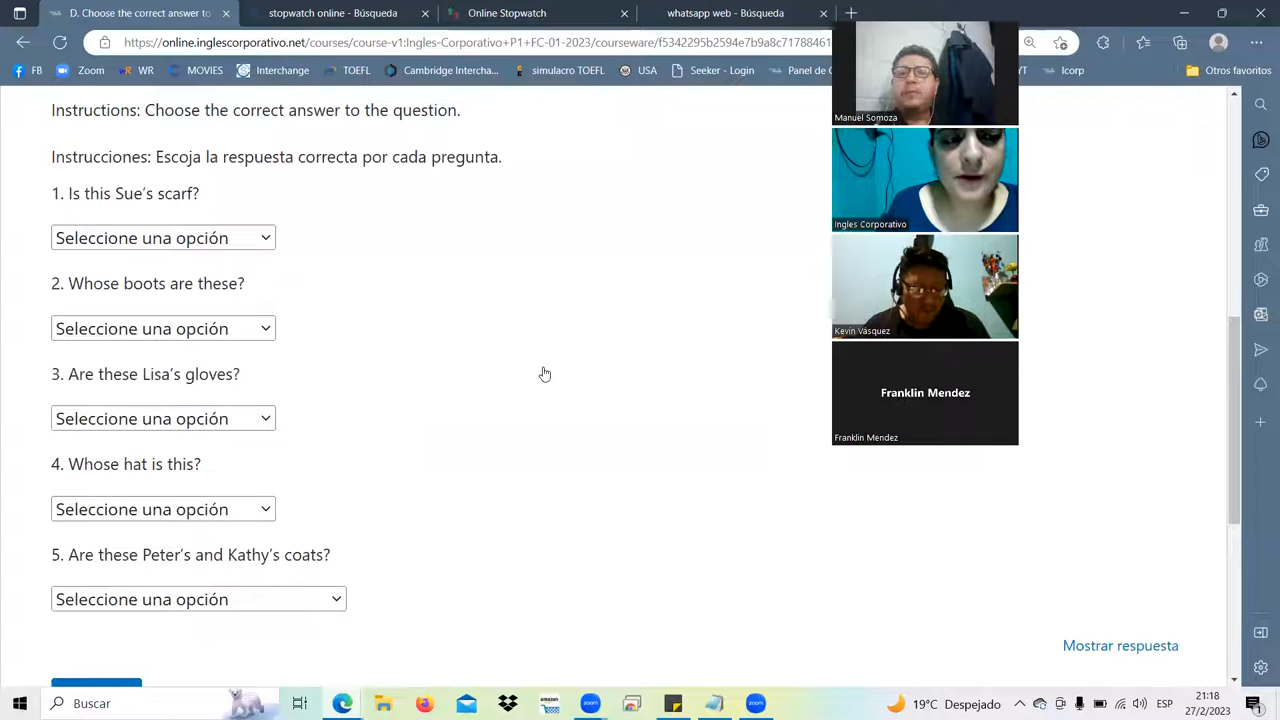 D. Choose the correct answer to
stopwatch online - Búsqueda
Online Stopwatch
whatsapp web - Búsqueda
https://online.inglescorporativo.net/courses/course-v1:Ingles-Corporativo+P1+FC-01-2023/courseware/f5342295b2594e7b9a8c71788461
FB
Zoom
WR
MOVIES
Interchange
TOEFL
Cambridge Intercha...
simulacro TOEFL
USA
Seeker - Login
Panel de C
YT
Icorp
Otros favoritos
Instructions: Choose the correct answer to the question.
Instrucciones: Escoja la respuesta correcta por cada pregunta.
1. Is this Sue's scarf?
Seleccione una opción
2. Whose boots are these?
Seleccione una opción
3. Are these Lisa's gloves?
Seleccione una opción
4. Whose hat is this?
Seleccione una opción
5. Are these Peter's and Kathy's coats?
Seleccione una opción
Mostrar respuesta
Manuel Somoza
Ingles Corporativo
Kevin Vásquez
Franklin Mendez
Franklin Mendez
Buscar
amazon
zoom
zoom
19°C Despejado
ESP
21:18
27/2/2023
1